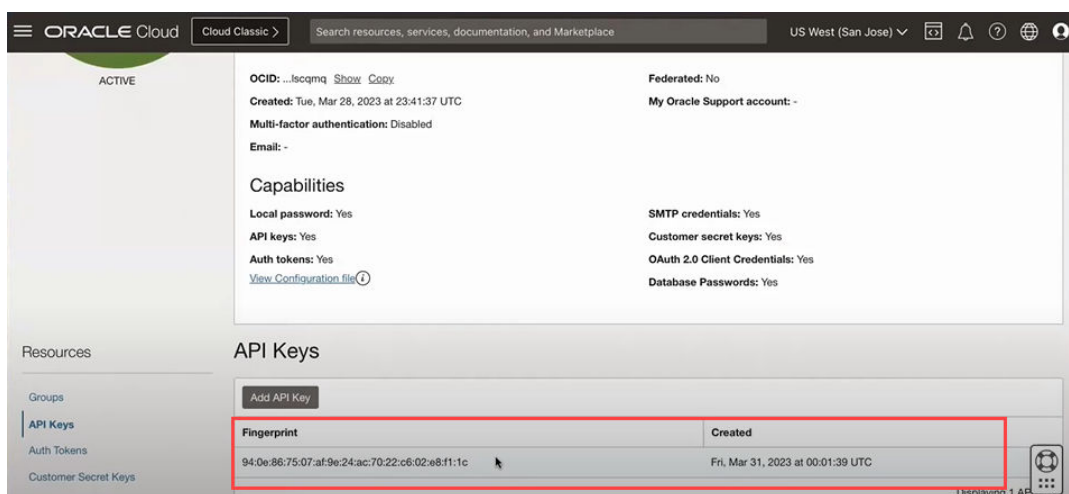 ORACLE Cloud Cloud Classic > Search resources, services, documentation, and Marketplace US West (San Jose)
ACTIVE
OCID: ...lscqmq Show Copy Federated: No
Created: Tue, Mar 28, 2023 at 23:41:37 UTC My Oracle Support account: -
Multi-factor authentication: Disabled
Email: -
Capabilities
Local password: Yes SMTP credentials: Yes
API keys: Yes Customer secret keys: Yes
Auth tokens: Yes OAuth 2.0 Client Credentials: Yes
View Configuration file Database Passwords: Yes
Resources API Keys
Groups Add API Key
API Keys Fingerprint Created
Auth Tokens
94:0e:86:75:07:af:9e:24:ac:70:22:c6:02:e8:f1:1c Fri, Mar 31, 2023 at 00:01:39 UTC
Customer Secret Keys
Displaying 1 AP